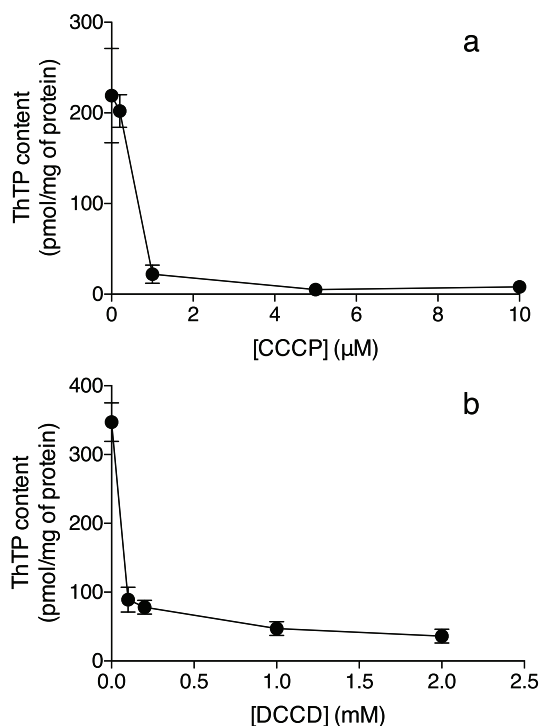 a
300
200
100
0
ThTP content
(pmol/mg of protein)
0 2 4 6 8 10
[CCCP] (µM)
b
400
300
200
100
0
ThTP content
(pmol/mg of protein)
0.0 0.5 1.0 1.5 2.0 2.5
[DCCD] (mM)